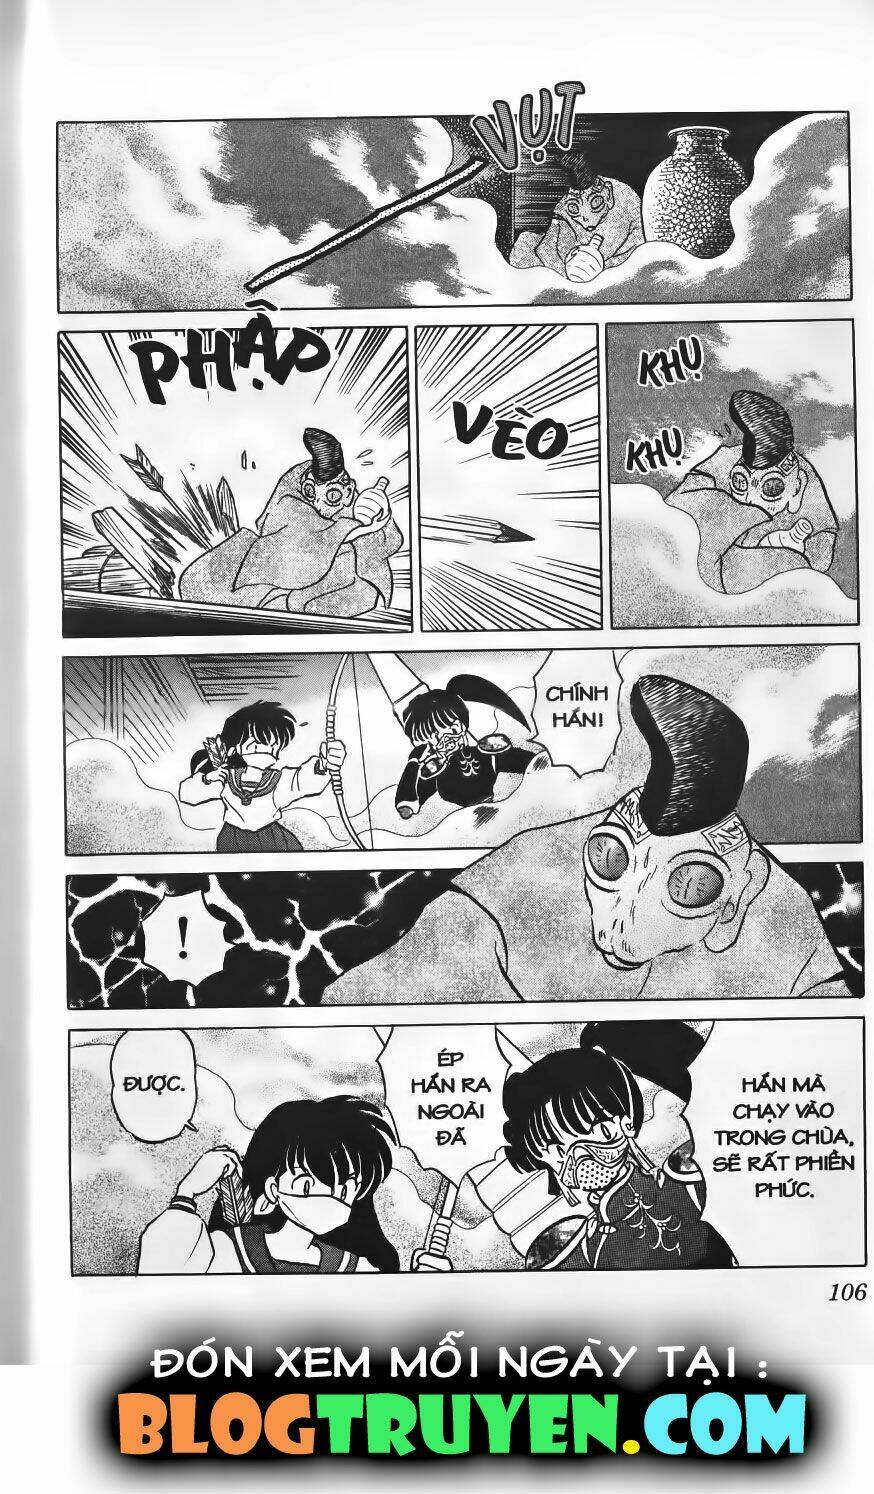 VỤT
KHỤ
KHỤ
VÈO
PHẬP
CHÍNH
HẮN!
!
HẮN MÀ
CHẠY VÀO
TRONG CHÙA,
SẼ RẤT PHIỀN
PHỨC.
ÉP
HẮN RA
NGOÀI
ĐÃ
ĐƯỢC.
106
ĐÓN XEM MỖI NGÀY TẠI :
BLOGTRUYEN.COM